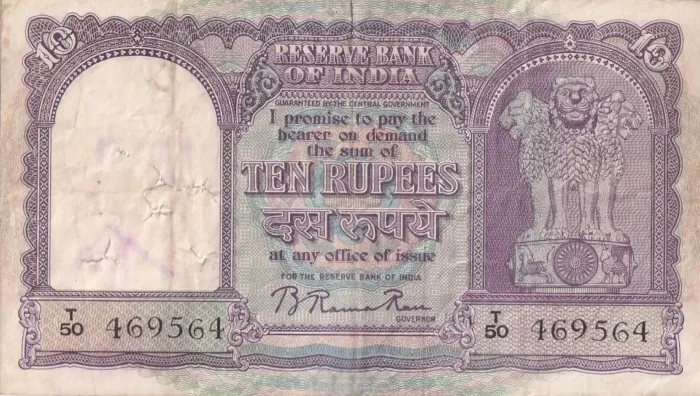 10
10
RESERVE BANK
OF INDIA
GUARANTEED BY THE CENTRAL GOVERNMENT
I promise to pay the
bearer on demand
the sum of
TEN RUPEES
दस रूपये
at any office of issue
FOR THE RESERVE BANK OF INDIA
B Rama Rau
GOVERNOR
T/50 469564
T/50 469564